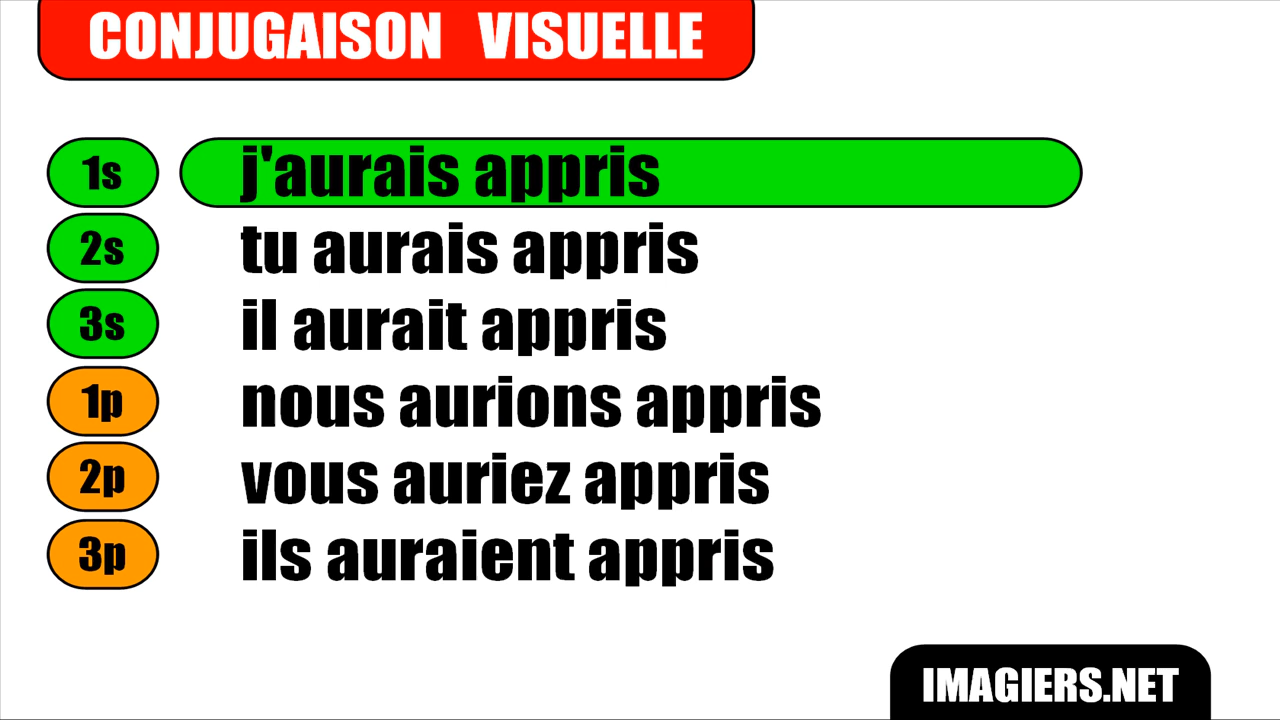 CONJUGAISON VISUELLE
1s j'aurais appris
2s tu aurais appris
3s il aurait appris
1p nous aurions appris
2p vous auriez appris
3p ils auraient appris
IMAGIERS.NET